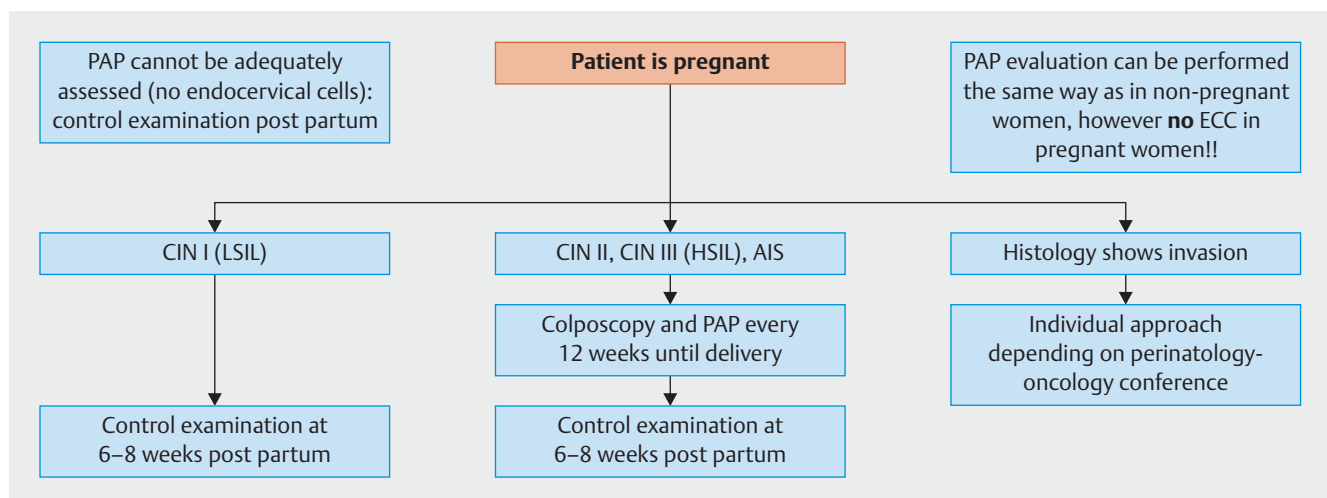 PAP cannot be adequately
assessed (no endocervical cells):
control examination post partum
Patient is pregnant
PAP evaluation can be performed
the same way as in non-pregnant
women, however no ECC in
pregnant women!!
CIN I (LSIL)
CIN II, CIN III (HSIL), AIS
Histology shows invasion
Colposcopy and PAP every
12 weeks until delivery
Individual approach
depending on perinatology-
oncology conference
Control examination at
6–8 weeks post partum
Control examination at
6–8 weeks post partum